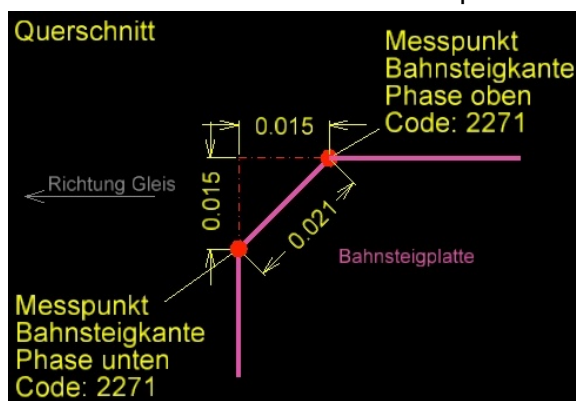 Querschnitt
Messpunkt
Bahnsteigkante
Phase oben
Code: 2271
0.015
Richtung Gleis
0.015
0.021
Bahnsteigplatte
Messpunkt
Bahnsteigkante
Phase unten
Code: 2271